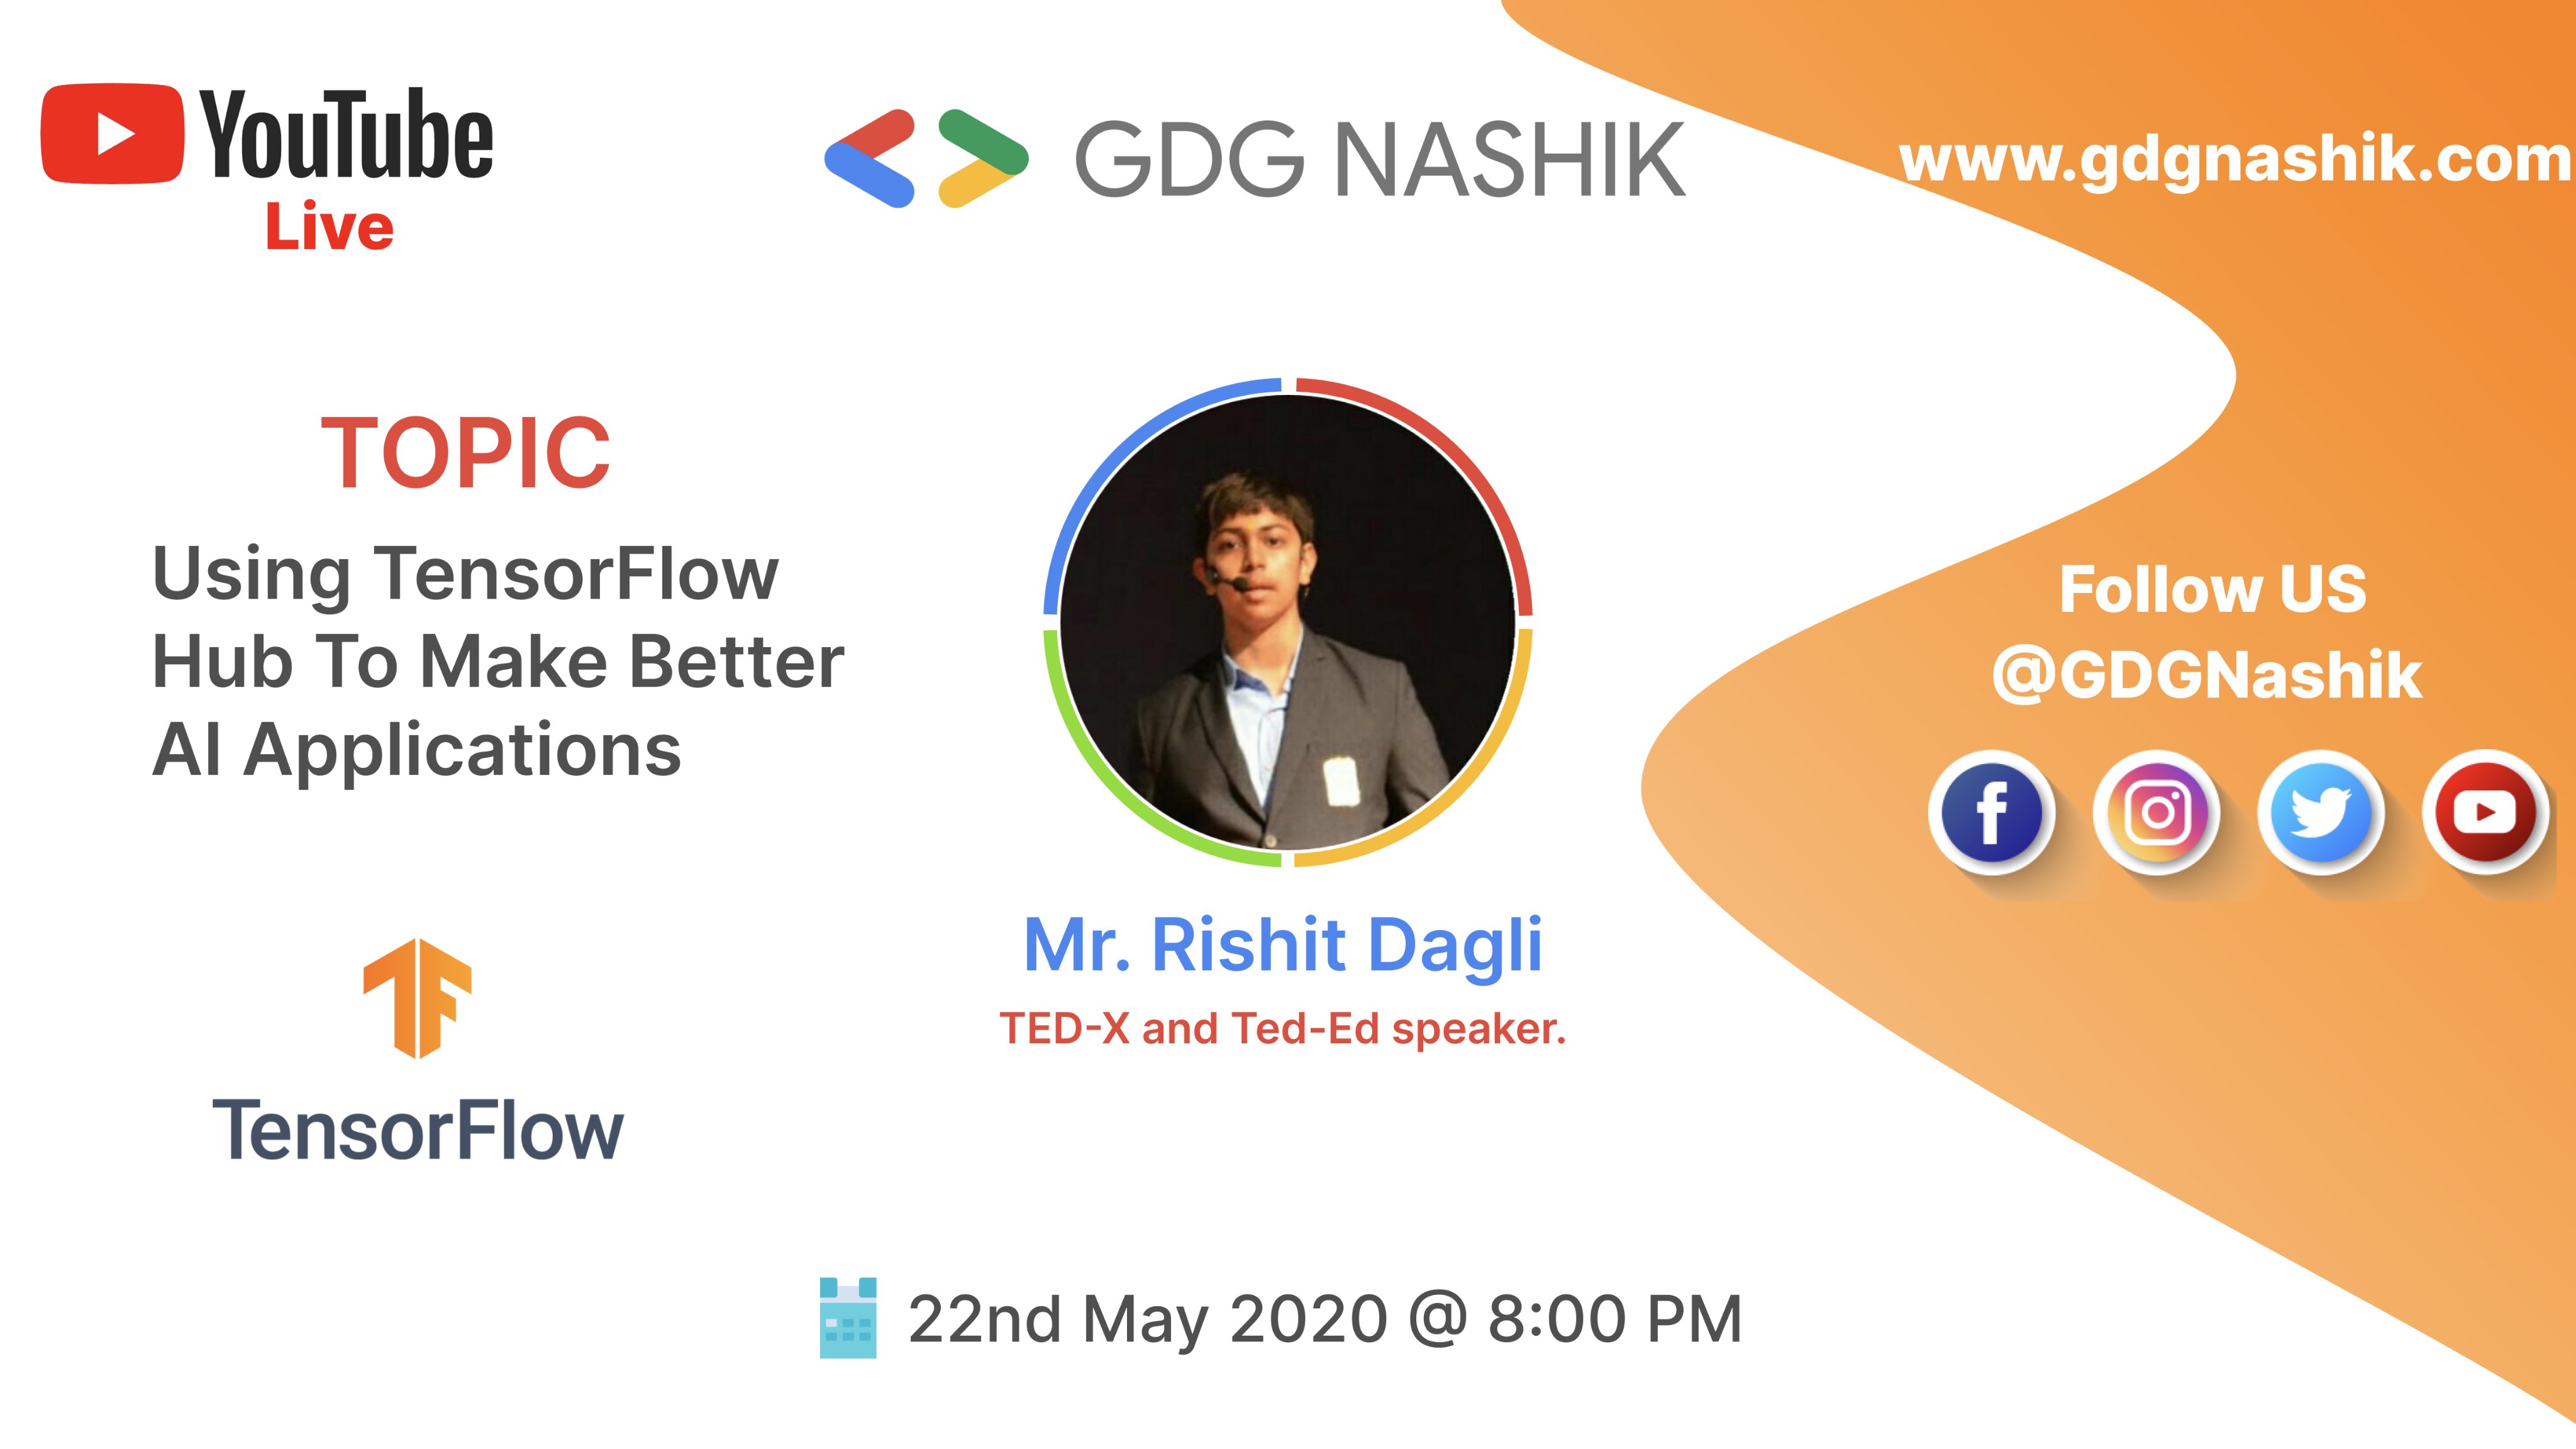 YouTube
Live
GDG NASHIK
www.gdgnashik.com
TOPIC
Using TensorFlow
Hub To Make Better
AI Applications
TensorFlow
Mr. Rishit Dagli
TED-X and Ted-Ed speaker.
Follow US
@GDGNashik
22nd May 2020 @ 8:00 PM